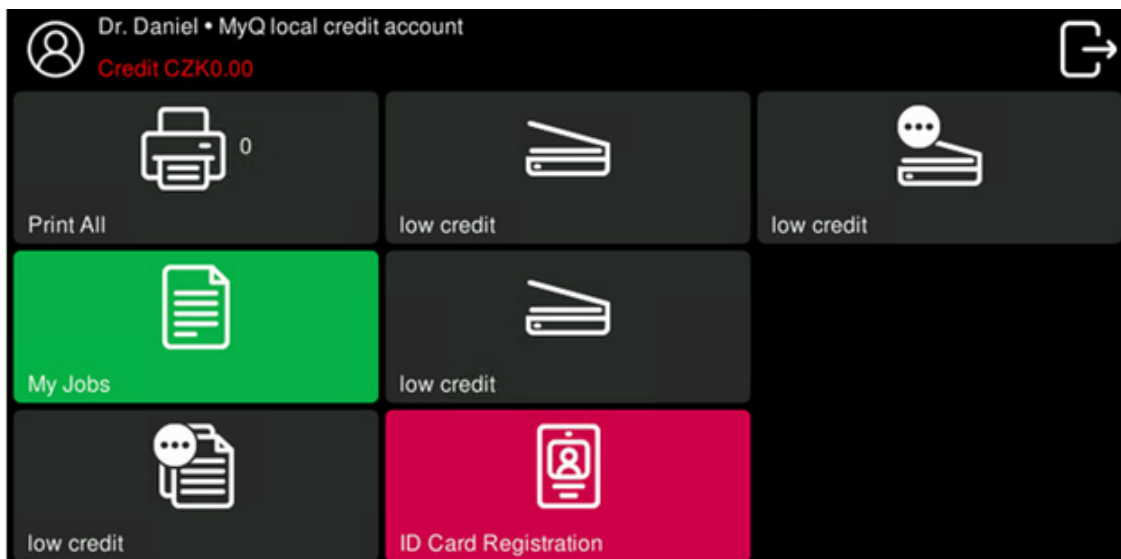 Dr. Daniel • MyQ local credit account
Credit CZK0.00
0
Print All
low credit
low credit
My Jobs
low credit
low credit
ID Card Registration